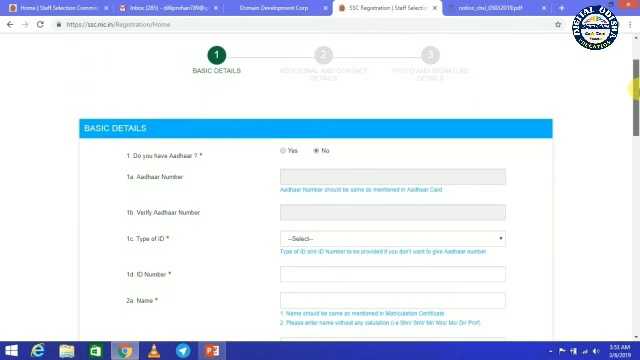 Home | Staff Selection Commis
Gmail
Inbox (285) - dilliprohan789@g
Domain Development Corp
SSC Registration | Staff Selectio
notice_chsl_05032019.pdf
https://ssc.nic.in/Registration/Home
DIGITAL ODISHA
EDUCATION
1
2
3
BASIC DETAILS
ADDITIONAL AND CONTACT DETAILS
PHOTO AND SIGNATURE DETAILS
BASIC DETAILS
1. Do you have Aadhaar ? *
Yes
No
1a Aadhaar Number
Aadhaar Number should be same as mentioned in Aadhaar Card
1b. Verify Aadhaar Number
1c. Type of ID *
--Select--
Type of ID and ID Number to be provided if you don't want to give Aadhaar number
1d ID Number *
2a. Name *
1. Name should be same as mentioned in Matriculation Certificate
2. Please enter name without any salutation (i.e Shri/ Smt/ Mr/ Mrs/ Ms/ Dr/ Prof)
3:53 AM
3/8/2019